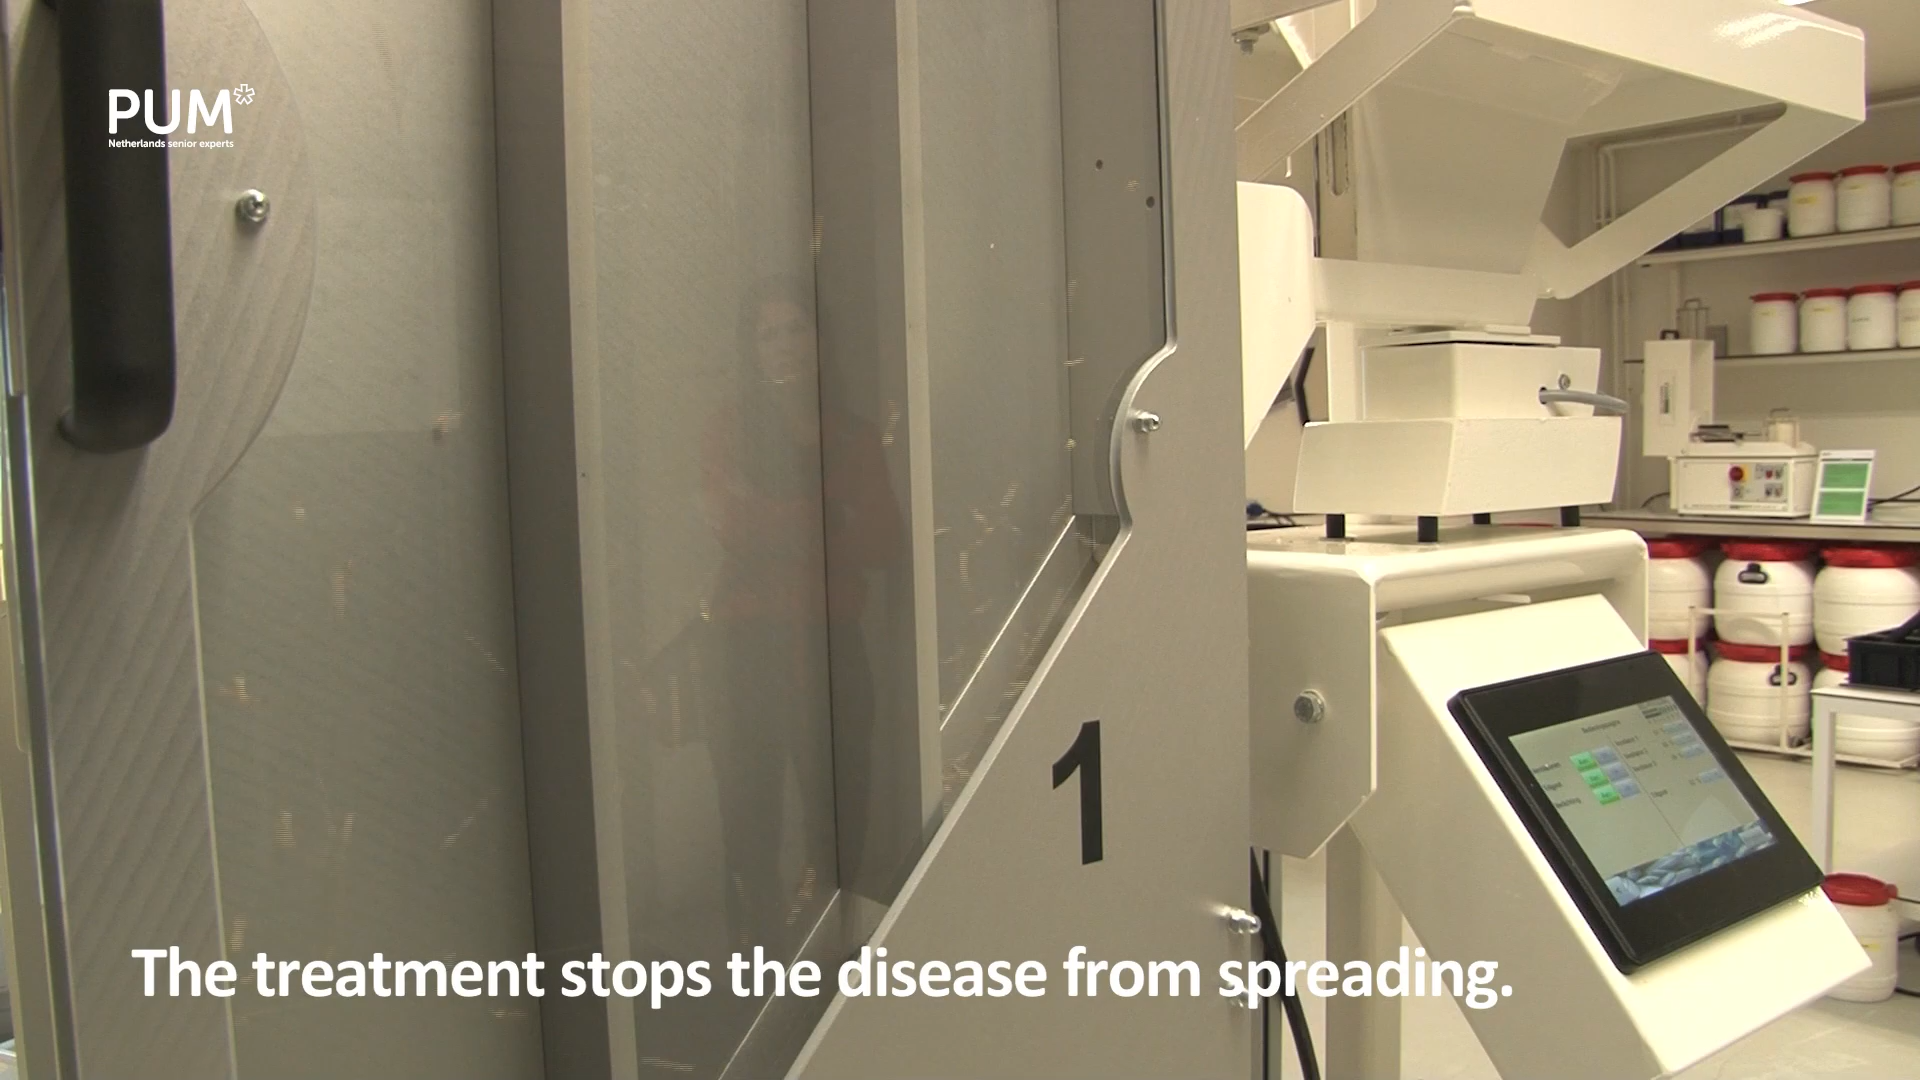 PUM*
Netherlands senior experts
1
The treatment stops the disease from spreading.